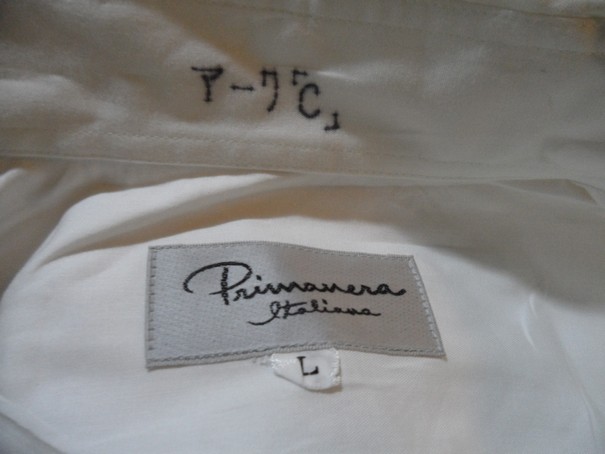 アーク「C」
Primavera
Italiana
L